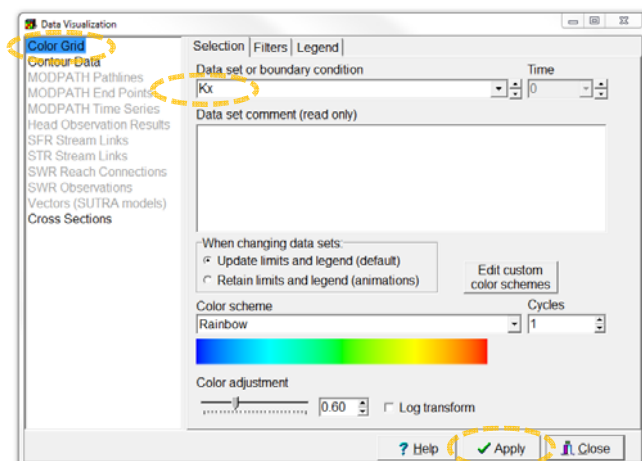 Data Visualization
Color Grid
Contour Data
MODPATH Pathlines
MODPATH End Points
MODPATH Time Series
Head Observation Results
SFR Stream Links
STR Stream Links
SWR Reach Connections
SWR Observations
Vectors (SUTRA models)
Cross Sections
Selection Filters Legend
Data set or boundary condition Time
Kx 0
Data set comment (read only)
When changing data sets:
Update limits and legend (default)
Retain limits and legend (animations)
Edit custom
color schemes
Color scheme Cycles
Rainbow 1
Color adjustment
0.60 Log transform
? Help Apply Close